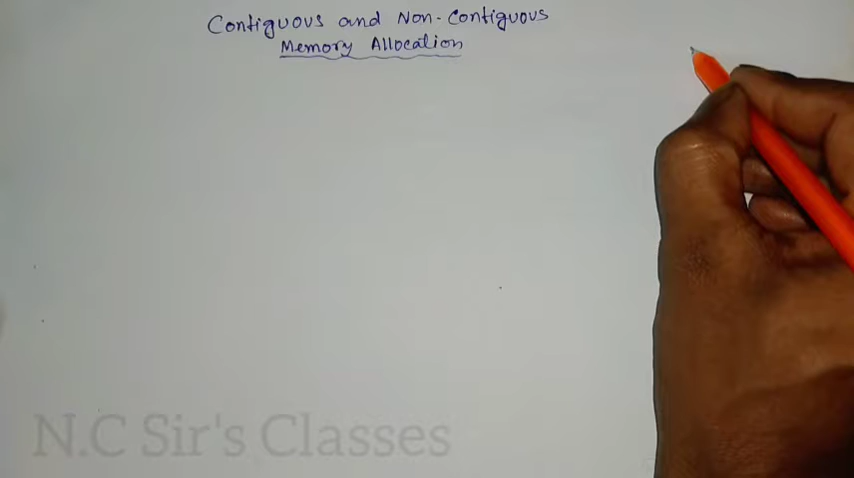 Contiguous and Non-Contiguous
Memory Allocation
N.C Sir's Classes